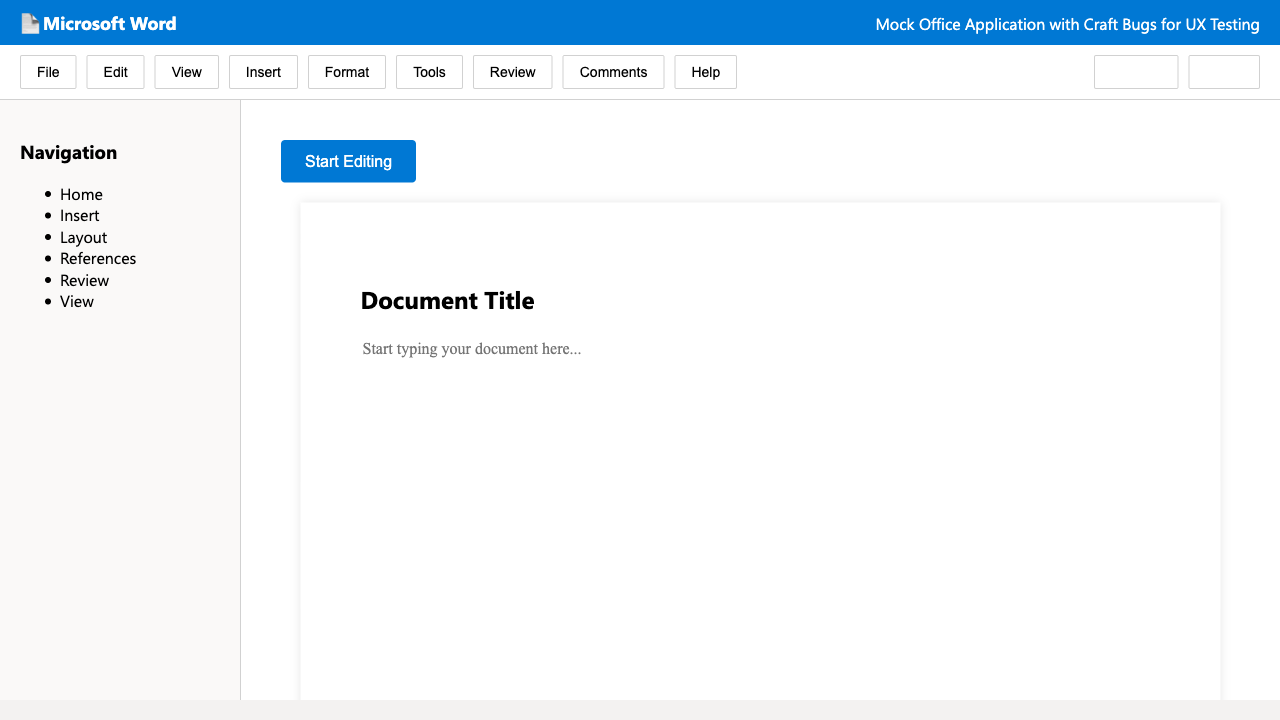 Microsoft Word
Mock Office Application with Craft Bugs for UX Testing
File Edit View Insert Format Tools Review Comments Help
Navigation
Home
Insert
Layout
References
Review
View
Start Editing
Document Title
Start typing your document here...